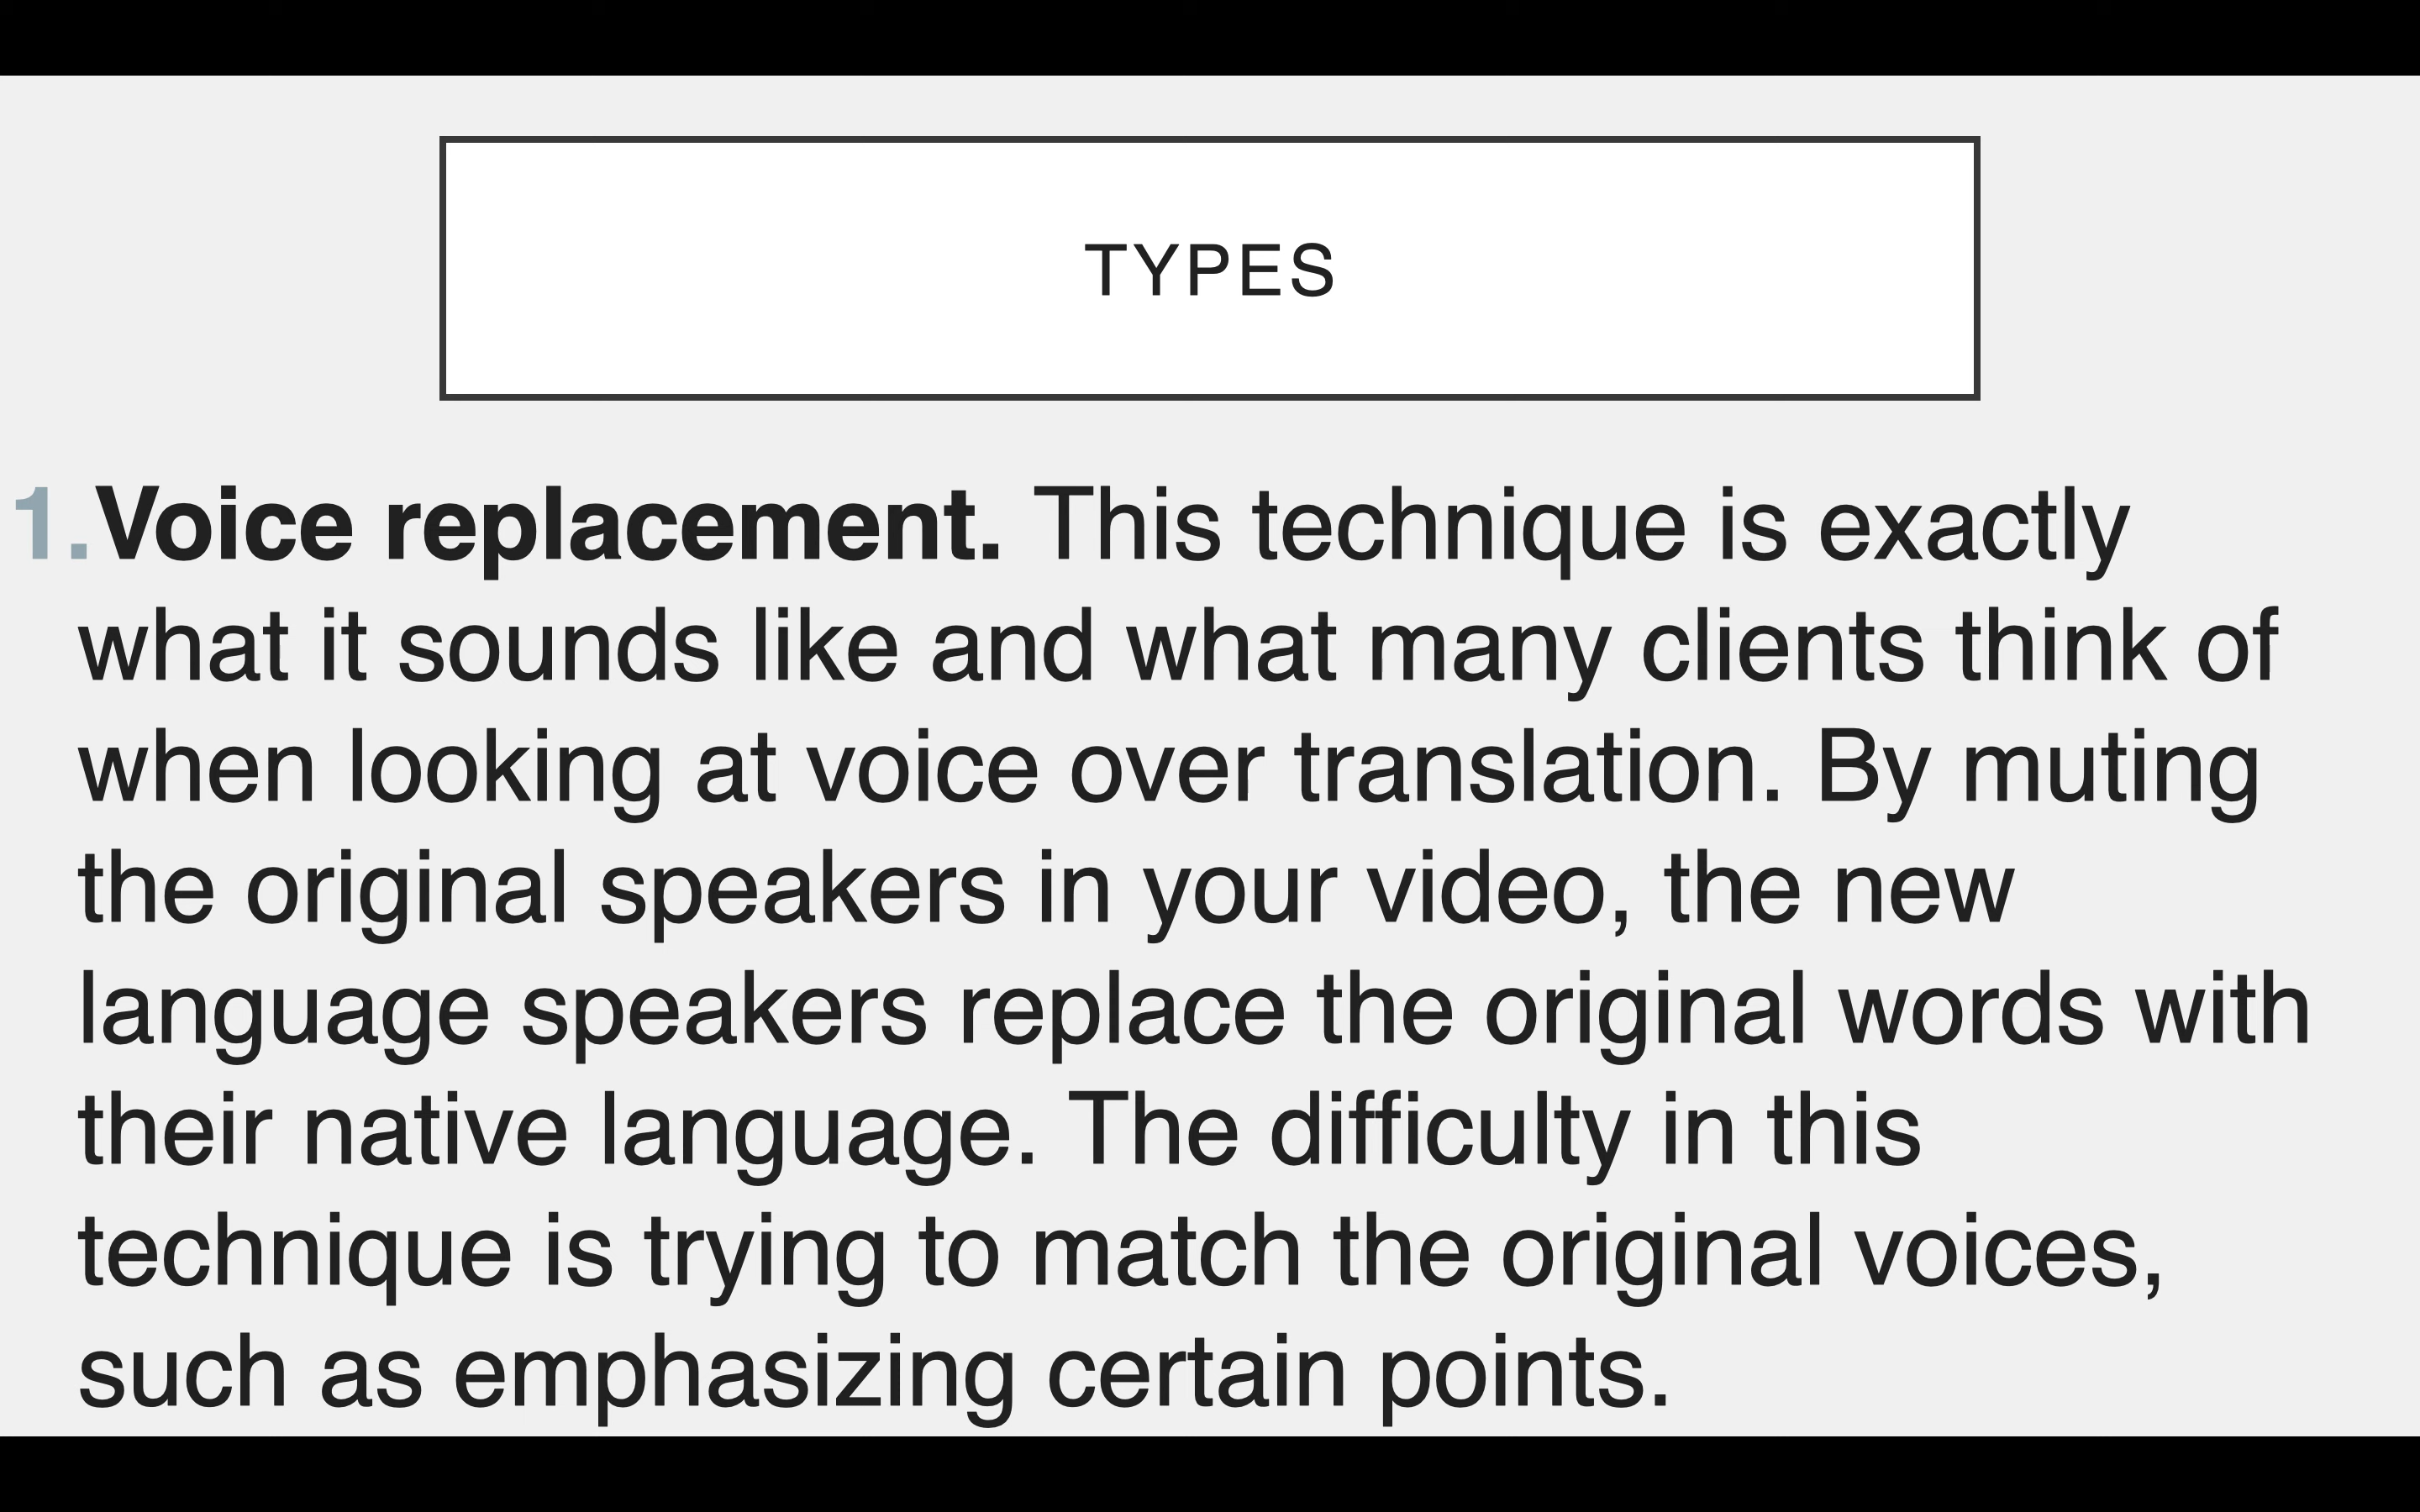 TYPES
1. Voice replacement. This technique is exactly
what it sounds like and what many clients think of
when looking at voice over translation. By muting
the original speakers in your video, the new
language speakers replace the original words with
their native language. The difficulty in this
technique is trying to match the original voices,
such as emphasizing certain points.